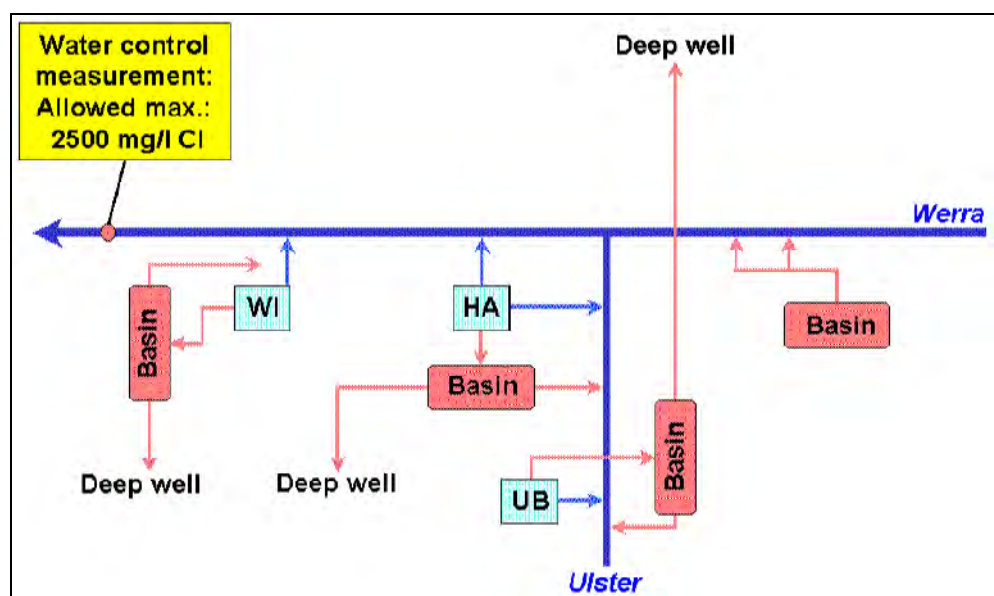 Water control
measurement:
Allowed max.:
2500 mg/l Cl
Deep well
Werra
Basin
WI
HA
Basin
Basin
Basin
Deep well
Deep well
UB
Ulster